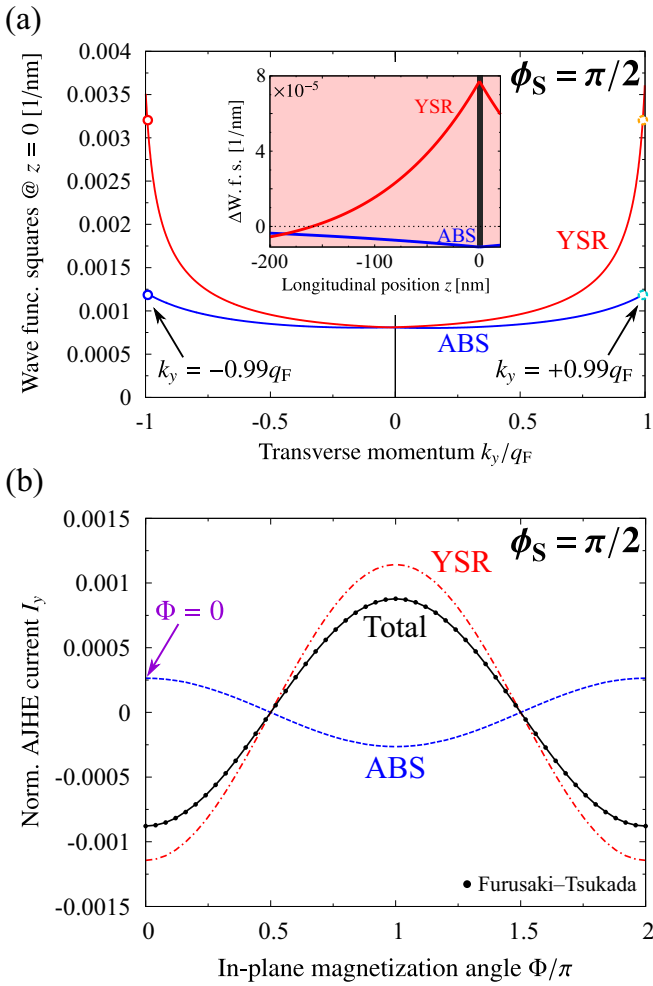 (a)
ϕS = π/2
Wave func. squares @ z = 0 [1/nm]
0.004
0.0035
0.003
0.0025
0.002
0.0015
0.001
0.0005
0
×10−5
8
4
0
ΔW. f. s. [1/nm]
YSR
ABS
-200 -100 0
Longitudinal position z [nm]
YSR
ABS
ky = −0.99qF
ky = +0.99qF
-1 -0.5 0 0.5 1
Transverse momentum ky/qF
(b)
ϕS = π/2
Norm. AJHE current Iy
0.0015
0.001
0.0005
0
-0.0005
-0.001
-0.0015
YSR
Φ = 0
Total
ABS
Furusaki–Tsukada
0 0.5 1 1.5 2
In-plane magnetization angle Φ/π